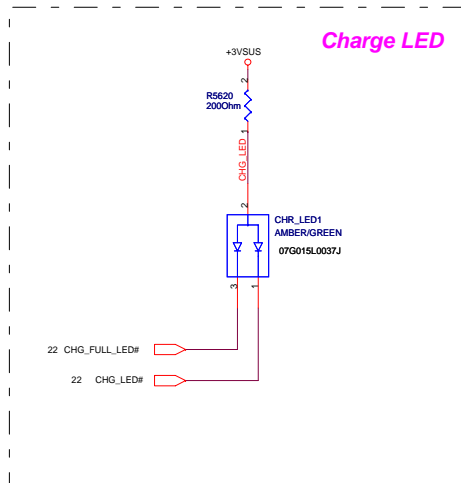 Charge LED
+3VSUS
2
R5620
200Ohm
1
CHG_LED
2
CHR_LED1
AMBER/GREEN
07G015L0037J
3
1
22 CHG_FULL_LED#
22 CHG_LED#